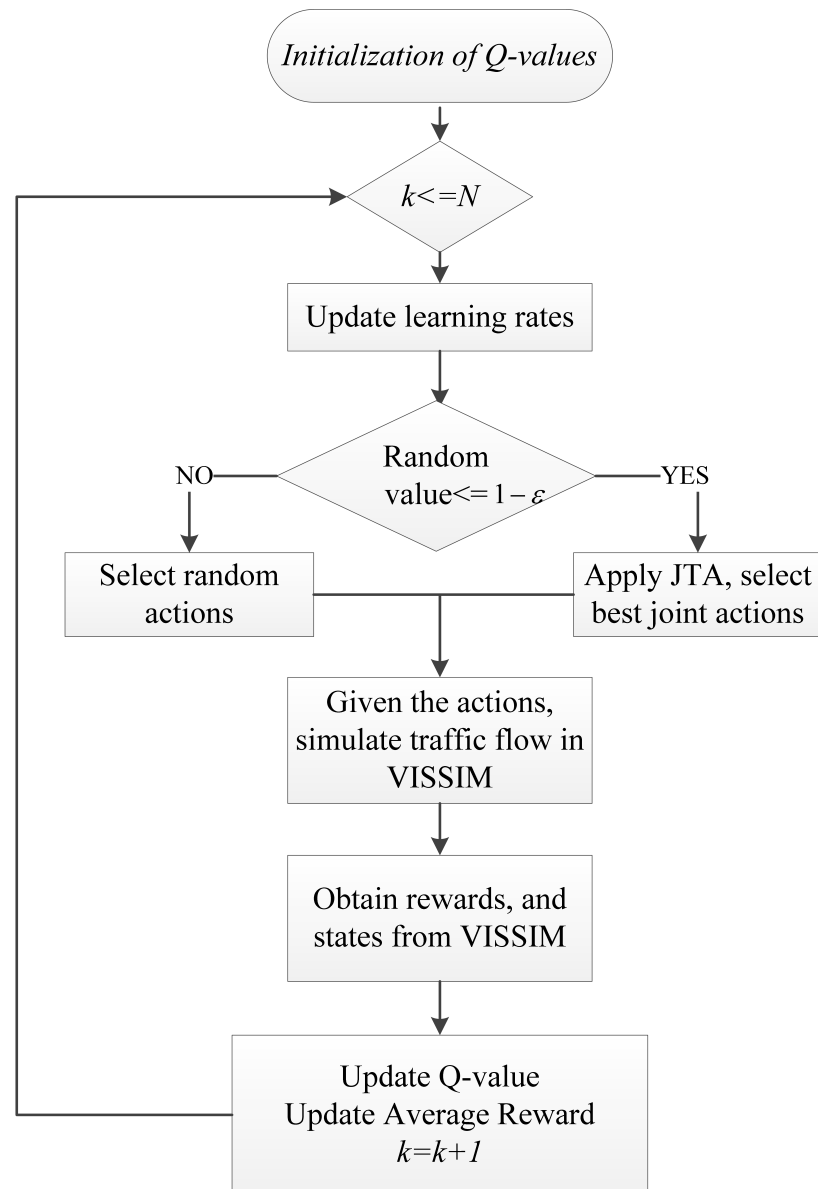 Initialization of Q-values
k<=N
Update learning rates
Random
value<= 1 − ε
NO
YES
Select random
actions
Apply JTA, select
best joint actions
Given the actions,
simulate traffic flow in
VISSIM
Obtain rewards, and
states from VISSIM
Update Q-value
Update Average Reward
k=k+1